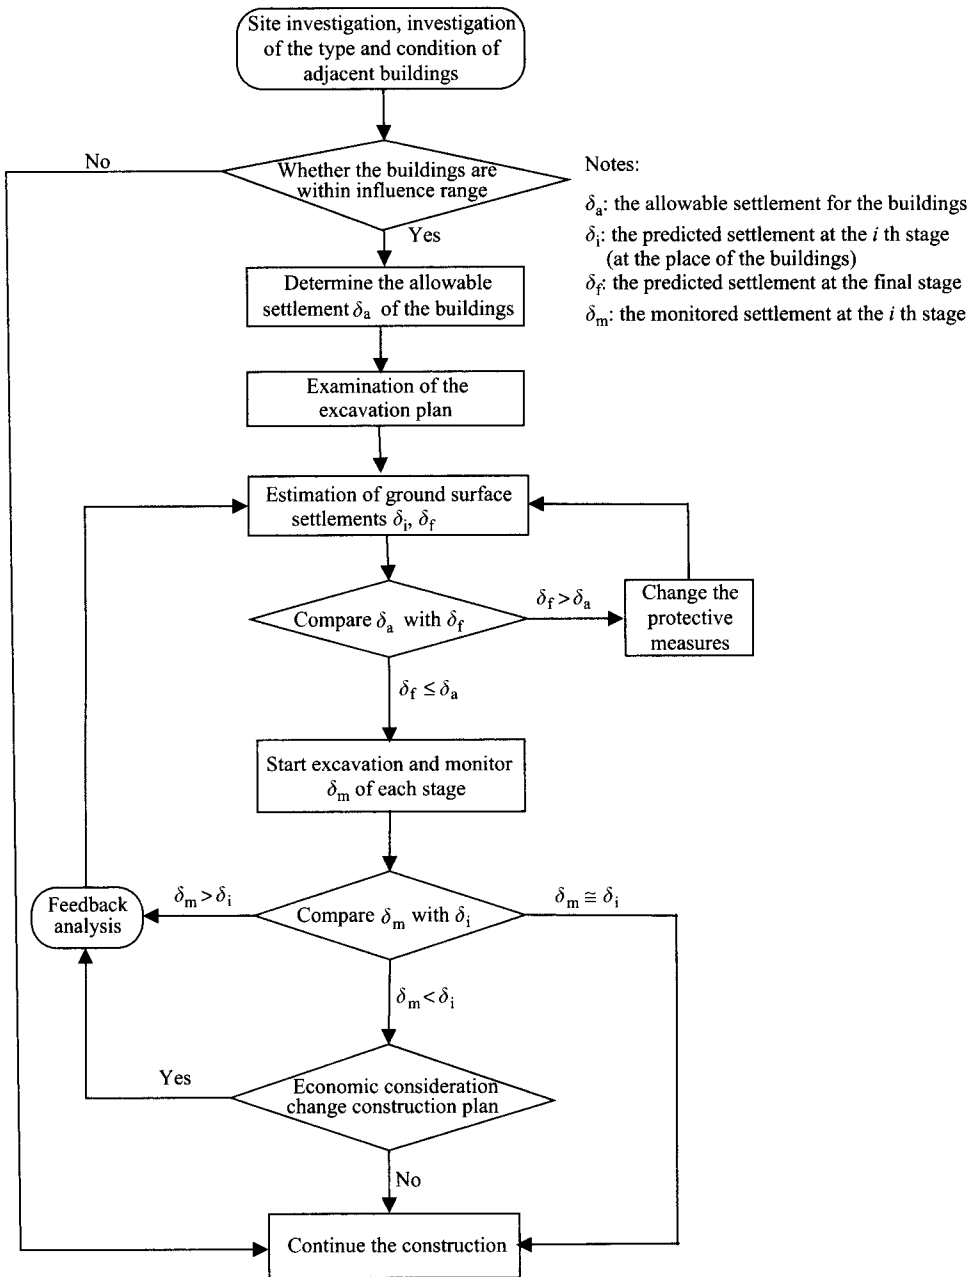 Site investigation, investigation
of the type and condition of
adjacent buildings
No
Whether the buildings are
within influence range
Yes
Notes:
δa: the allowable settlement for the buildings
δi: the predicted settlement at the i th stage
(at the place of the buildings)
δf: the predicted settlement at the final stage
δm: the monitored settlement at the i th stage
Determine the allowable
settlement δa of the buildings
Examination of the
excavation plan
Estimation of ground surface
settlements δi, δf
Compare δa with δf
δf > δa
Change the
protective
measures
δf ≤ δa
Start excavation and monitor
δm of each stage
Feedback
analysis
δm > δi
Compare δm with δi
δm ≅ δi
δm < δi
Yes
Economic consideration
change construction plan
No
Continue the construction